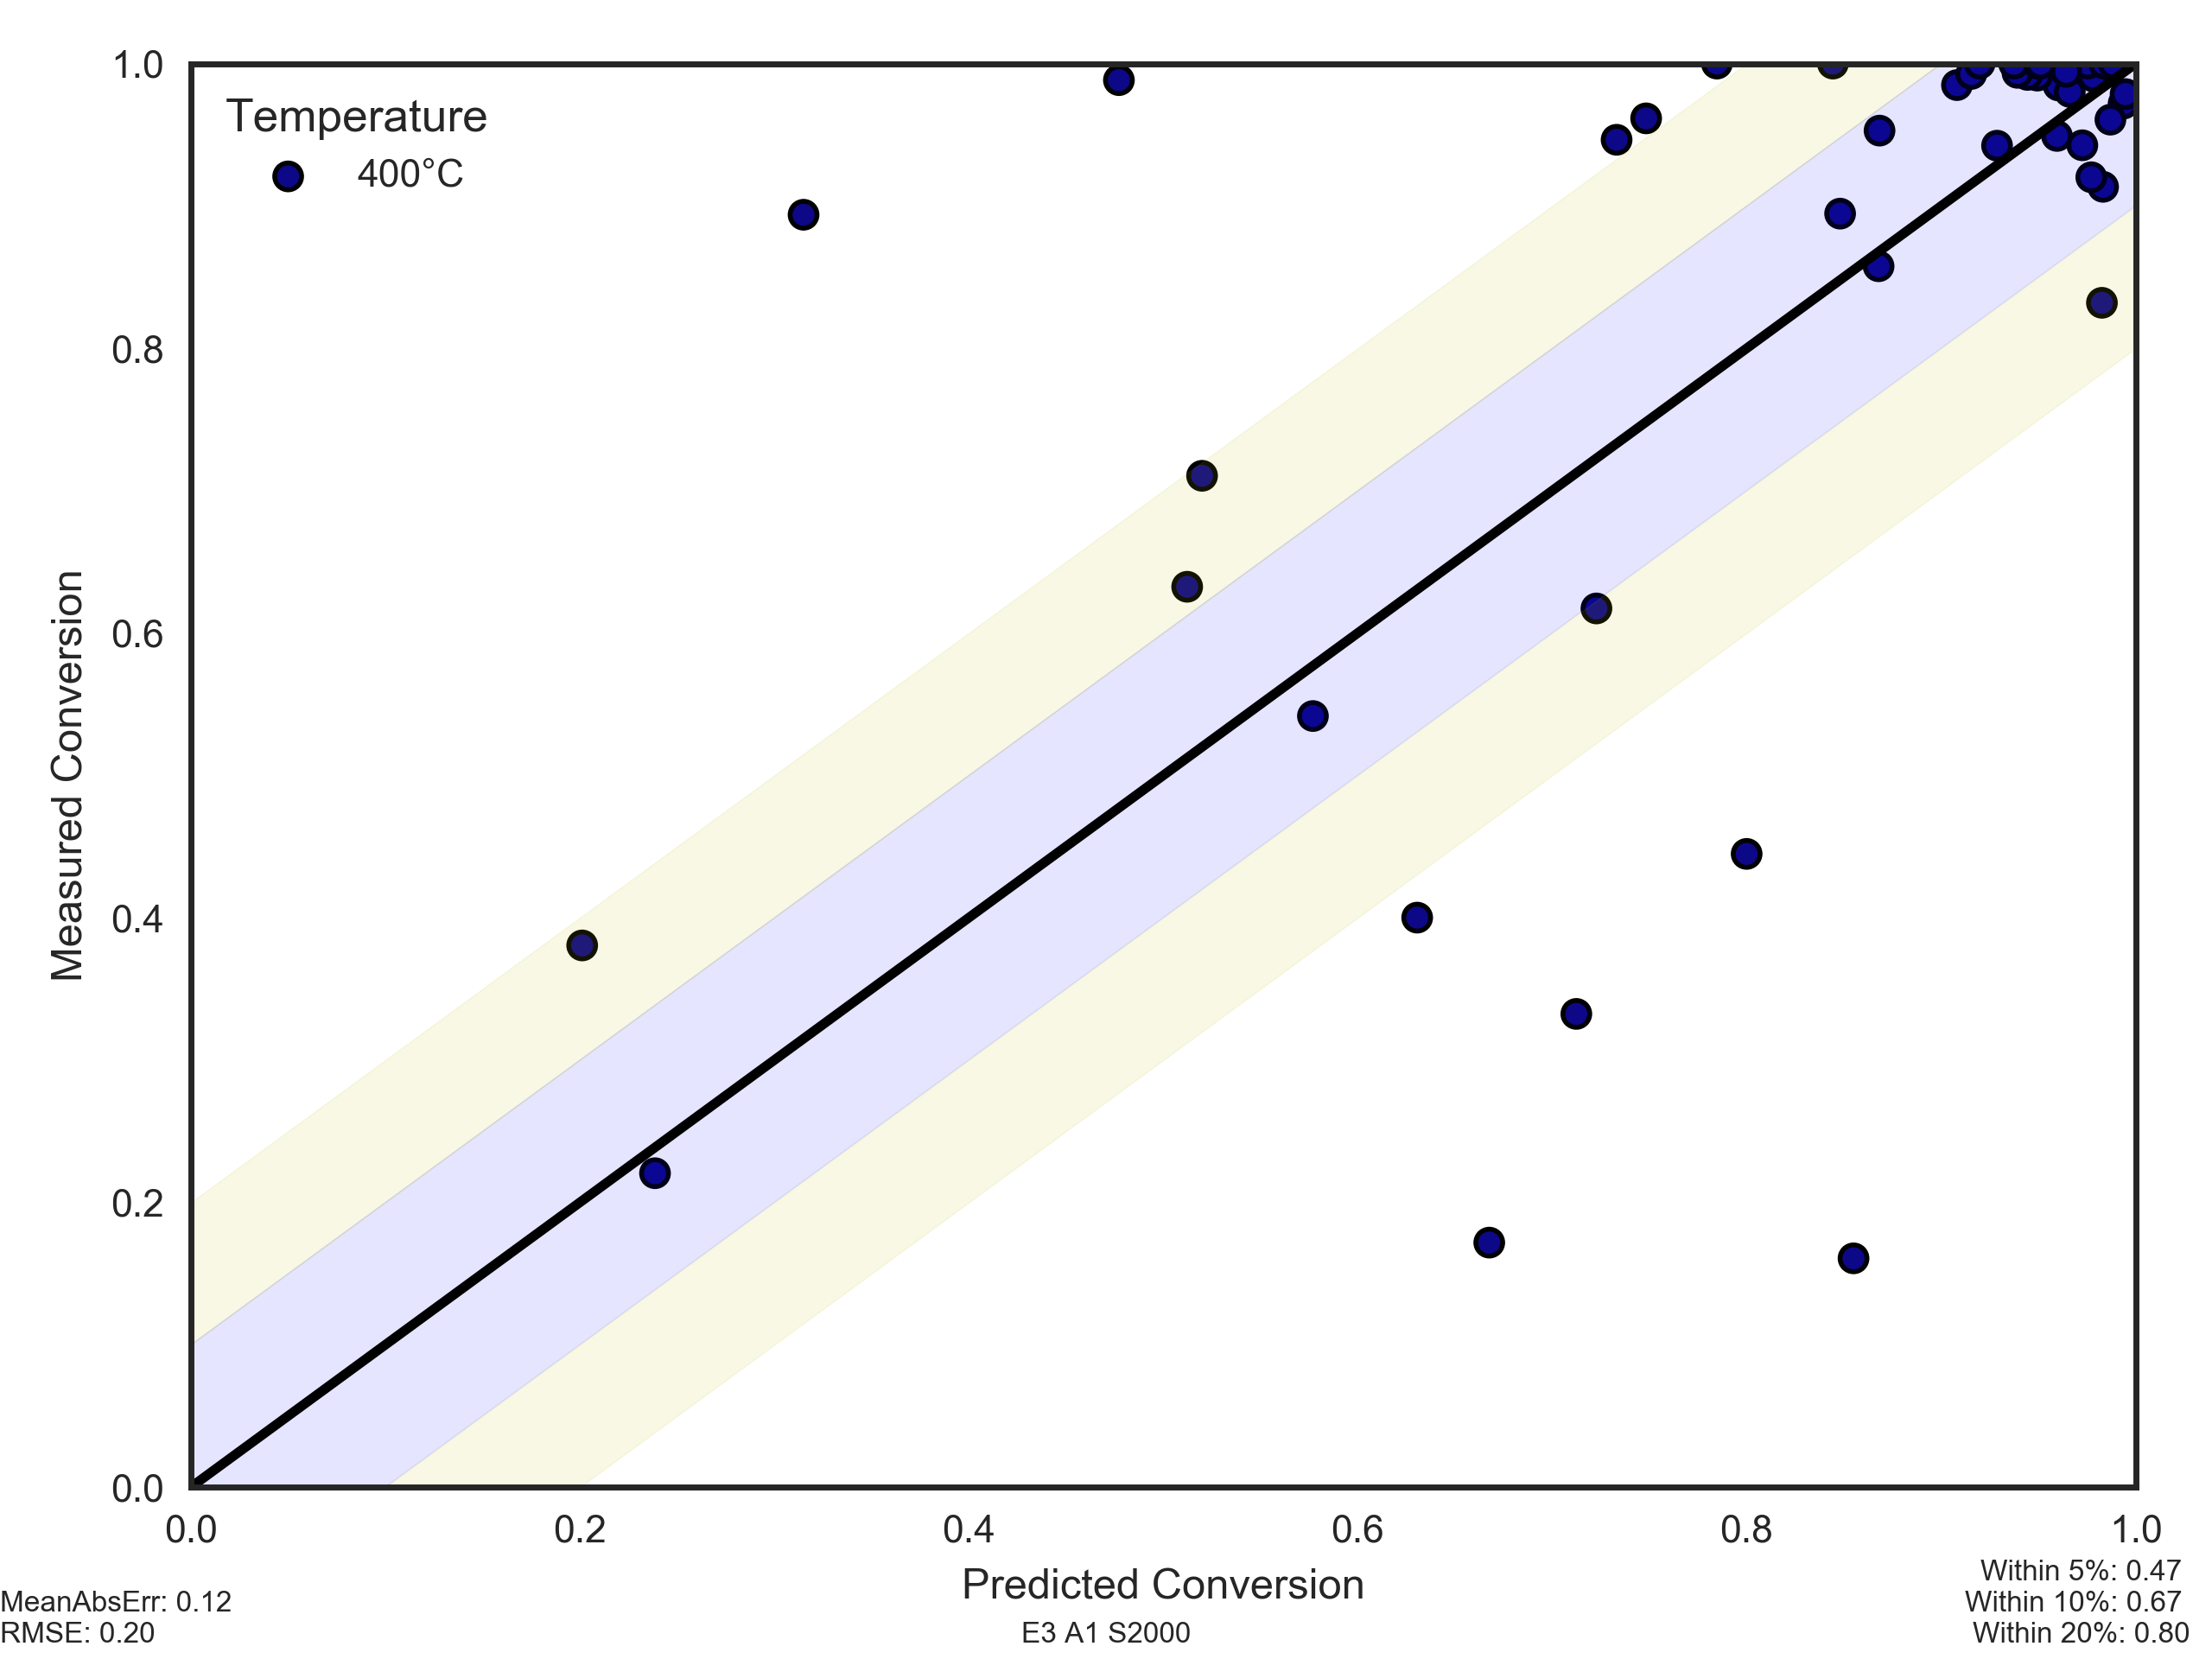 Temperature
400°C
1.0
0.8
0.6
0.4
0.2
0.0
Measured Conversion
0.0 0.2 0.4 0.6 0.8 1.0
Predicted Conversion
E3 A1 S2000
MeanAbsErr: 0.12
RMSE: 0.20
Within 5%: 0.47
Within 10%: 0.67
Within 20%: 0.80